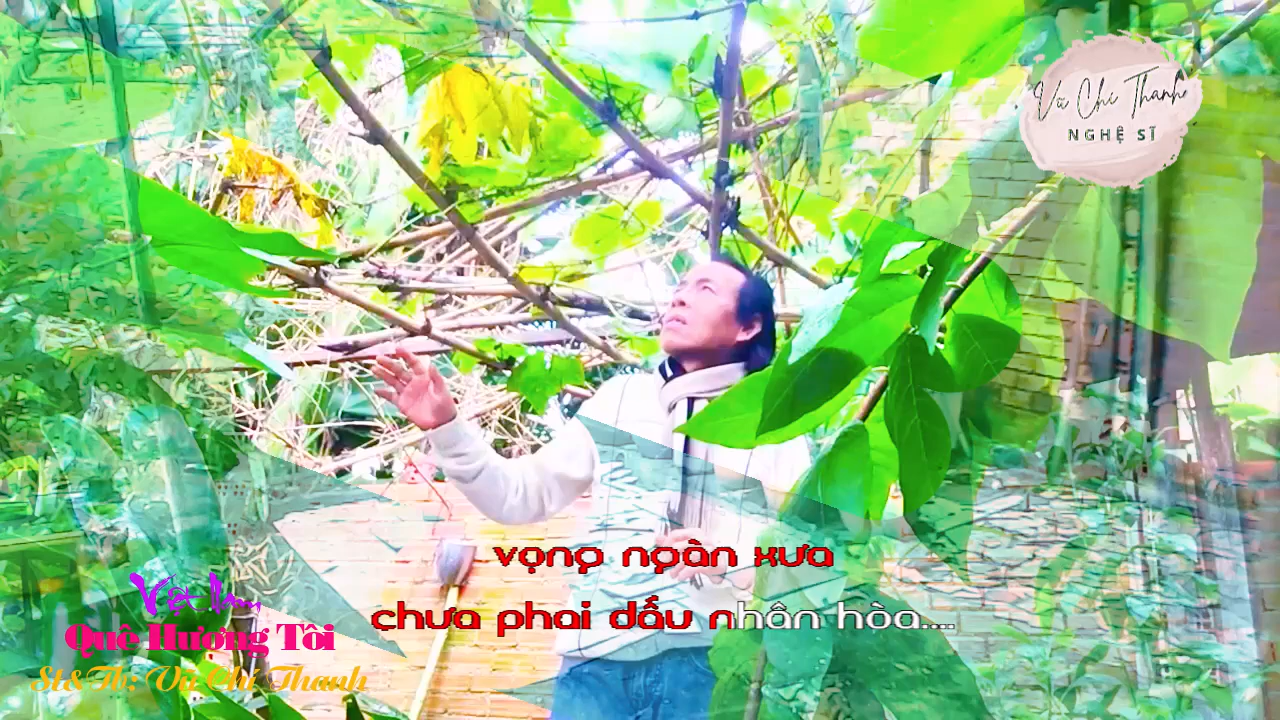 Vũ Chí Thanh
NGHỆ SĨ
vọng ngàn xưa
chưa phai dấu nhân hòa....
Việt Nam
Quê Hương Tôi
St&Tb: Vũ Chí Thanh